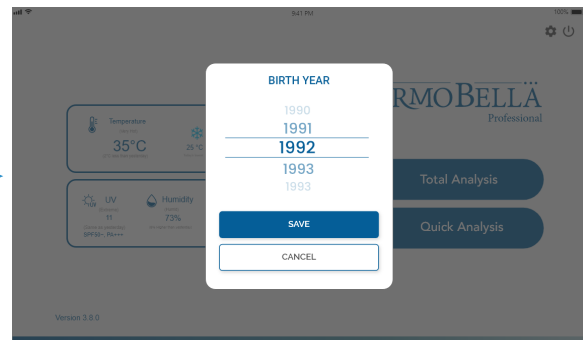 9:41 PM
100%
BIRTH YEAR
1990
1991
1992
1993
1993
SAVE
CANCEL
RMOBELLA
Professional
Temperature
35°C
25 °C
UV
11
SPF50+, PA+++
Humidity
73%
Total Analysis
Quick Analysis
Version 3.8.0